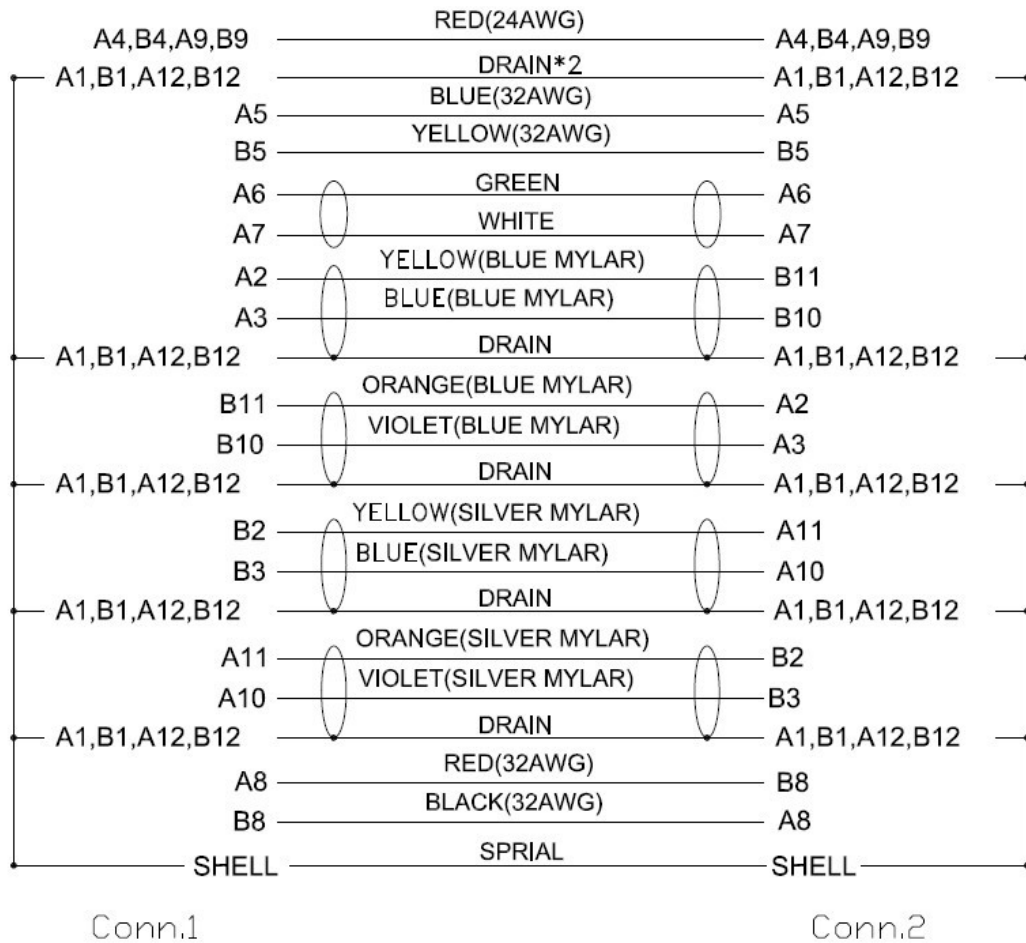 RED(24AWG)
A4,B4,A9,B9 A4,B4,A9,B9
DRAIN*2
A1,B1,A12,B12 A1,B1,A12,B12
BLUE(32AWG)
A5 A5
YELLOW(32AWG)
B5 B5
GREEN
A6 A6
WHITE
A7 A7
YELLOW(BLUE MYLAR)
A2 B11
BLUE(BLUE MYLAR)
A3 B10
DRAIN
A1,B1,A12,B12 A1,B1,A12,B12
ORANGE(BLUE MYLAR)
B11 A2
VIOLET(BLUE MYLAR)
B10 A3
DRAIN
A1,B1,A12,B12 A1,B1,A12,B12
YELLOW(SILVER MYLAR)
B2 A11
BLUE(SILVER MYLAR)
B3 A10
DRAIN
A1,B1,A12,B12 A1,B1,A12,B12
ORANGE(SILVER MYLAR)
A11 B2
VIOLET(SILVER MYLAR)
A10 B3
DRAIN
A1,B1,A12,B12 A1,B1,A12,B12
RED(32AWG)
A8 B8
BLACK(32AWG)
B8 A8
SPRIAL
SHELL SHELL
Conn.1 Conn.2